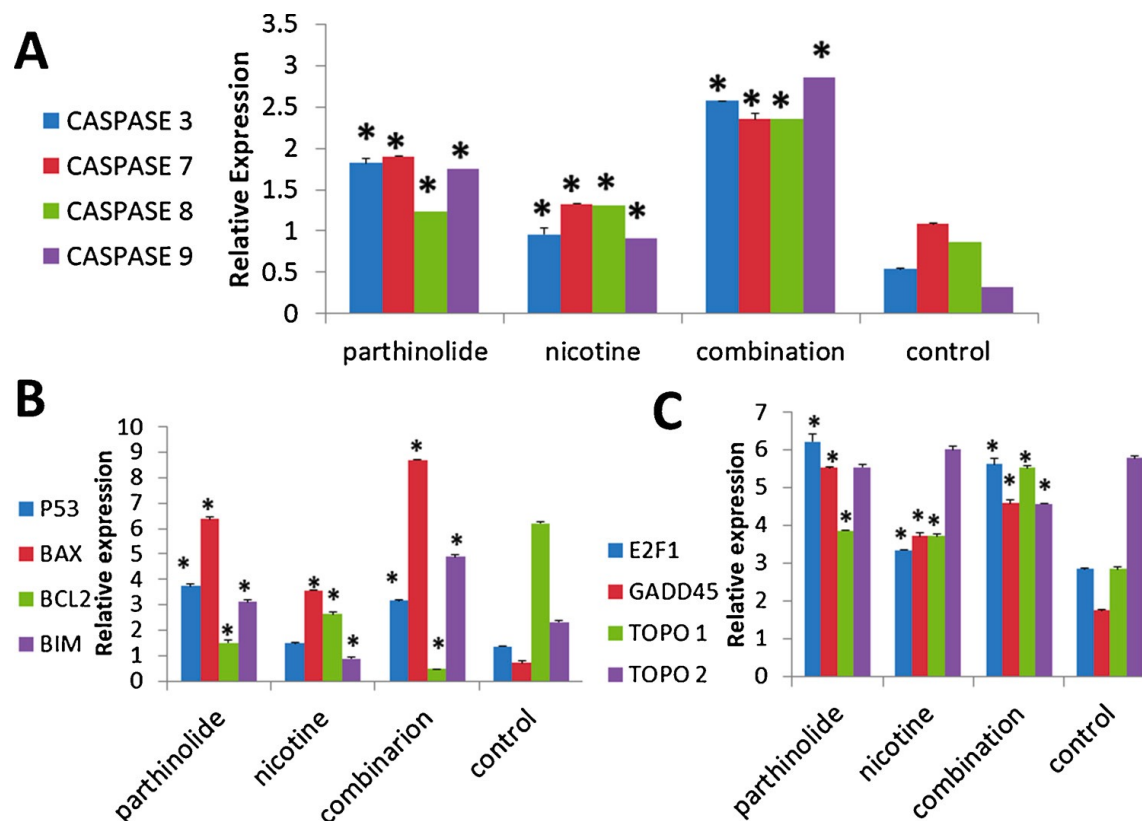 A
CASPASE 3
CASPASE 7
CASPASE 8
CASPASE 9
Relative Expression
3.5
3
2.5
2
1.5
1
0.5
0
* * * *
* * * *
* * * *
parthinolide nicotine combination control
B
P53
BAX
BCL2
BIM
Relative expression
10
9
8
7
6
5
4
3
2
1
0
* * * *
* * *
* * * *
parthinolide nicotine combinarion control
C
E2F1
GADD45
TOPO 1
TOPO 2
Relative expression
7
6
5
4
3
2
1
0
* * *
* * *
* * * *
parthinolide nicotine combination control